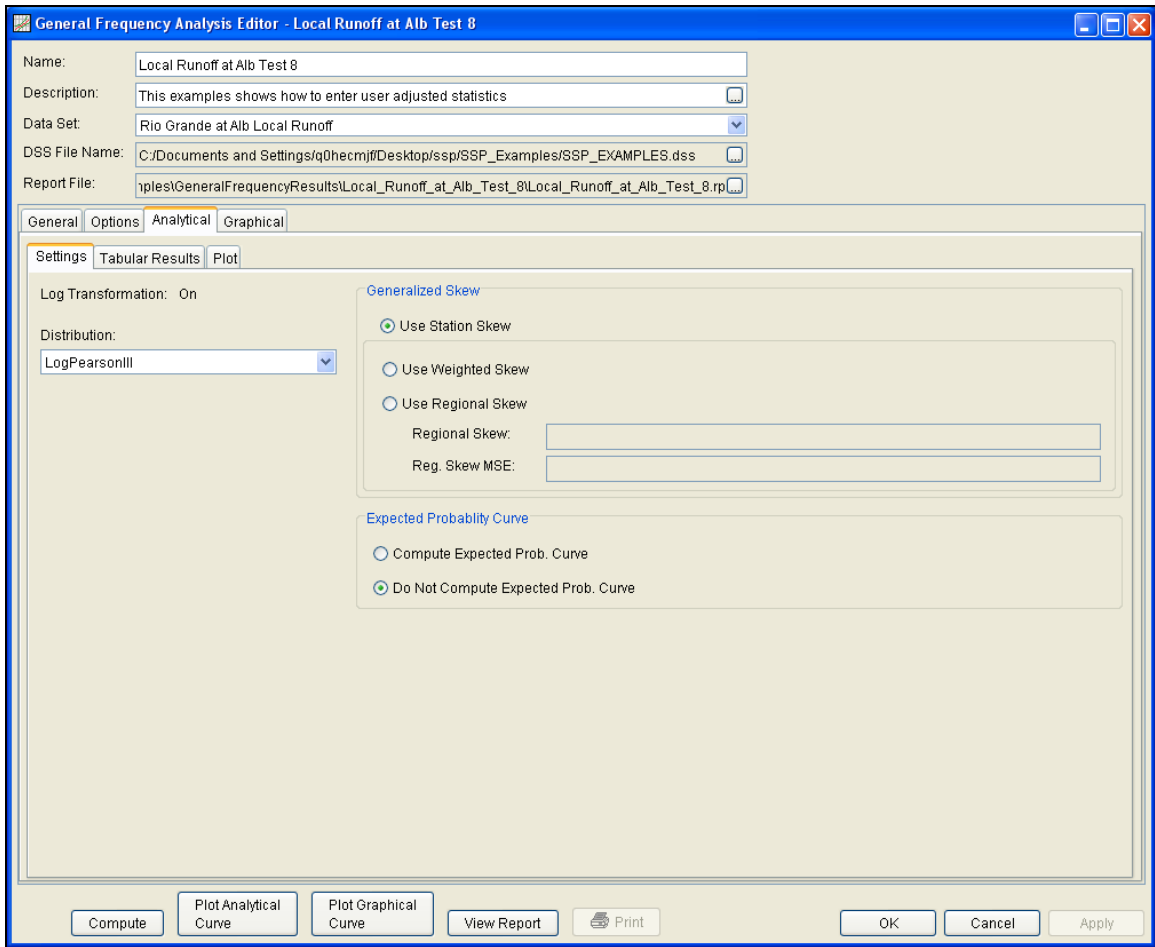 General Frequency Analysis Editor - Local Runoff at Alb Test 8
Name: Local Runoff at Alb Test 8
Description: This examples shows how to enter user adjusted statistics ...
Data Set: Rio Grande at Alb Local Runoff
DSS File Name: C:/Documents and Settings/q0hecmjf/Desktop/ssp/SSP_Examples/SSP_EXAMPLES.dss ...
Report File: nples\GeneralFrequencyResults\Local_Runoff_at_Alb_Test_8\Local_Runoff_at_Alb_Test_8.rp ...
General Options Analytical Graphical
Settings Tabular Results Plot
Log Transformation: On
Distribution:
LogPearsonIII
Generalized Skew
Use Station Skew
Use Weighted Skew
Use Regional Skew
Regional Skew:
Reg. Skew MSE:
Expected Probablity Curve
Compute Expected Prob. Curve
Do Not Compute Expected Prob. Curve
Compute
Plot Analytical
Curve
Plot Graphical
Curve
View Report
Print
OK
Cancel
Apply